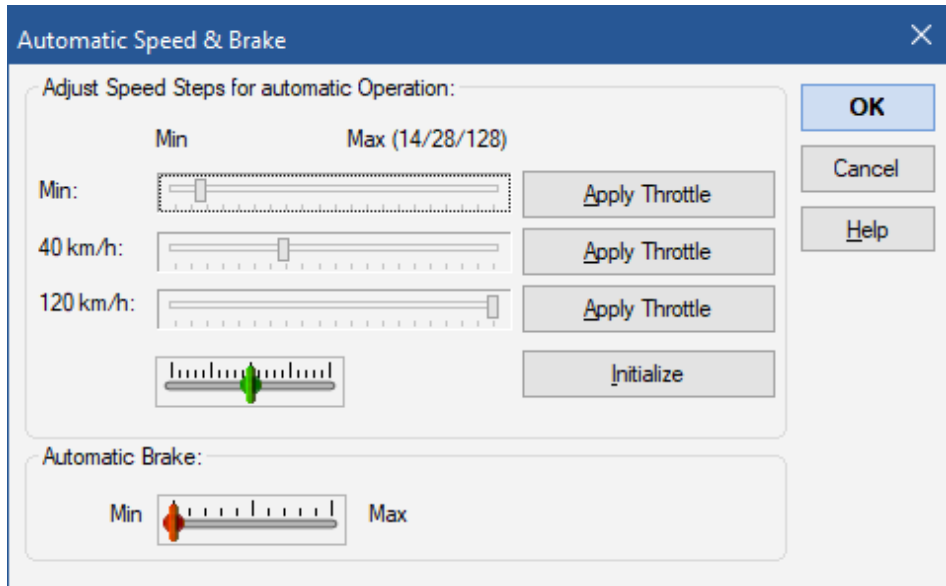 Automatic Speed & Brake
Adjust Speed Steps for automatic Operation:
Min Max (14/28/128)
Min: Apply Throttle
40 km/h: Apply Throttle
120 km/h: Apply Throttle
Initialize
Automatic Brake:
Min Max
OK
Cancel
Help